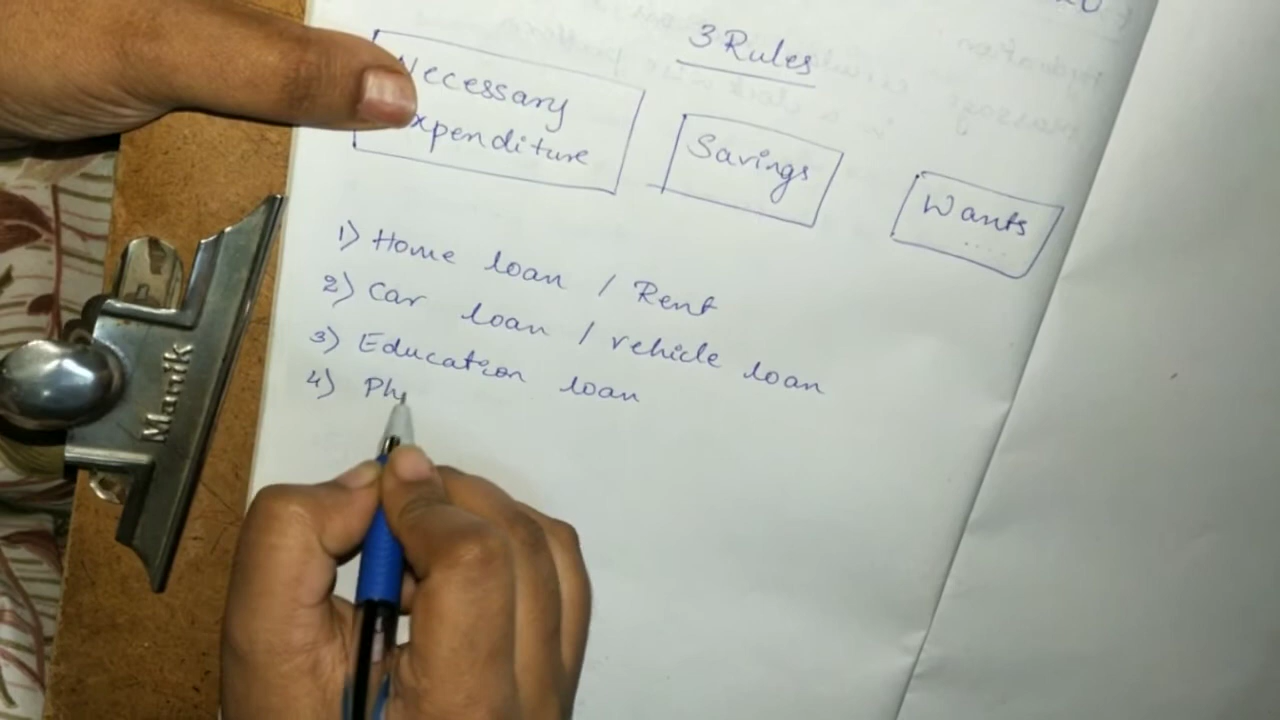 3 Rules
Necessary
Expenditure
Savings
Wants
1) Home loan / Rent
2) Car loan / vehicle loan
3) Education loan
4) Ph
Manik